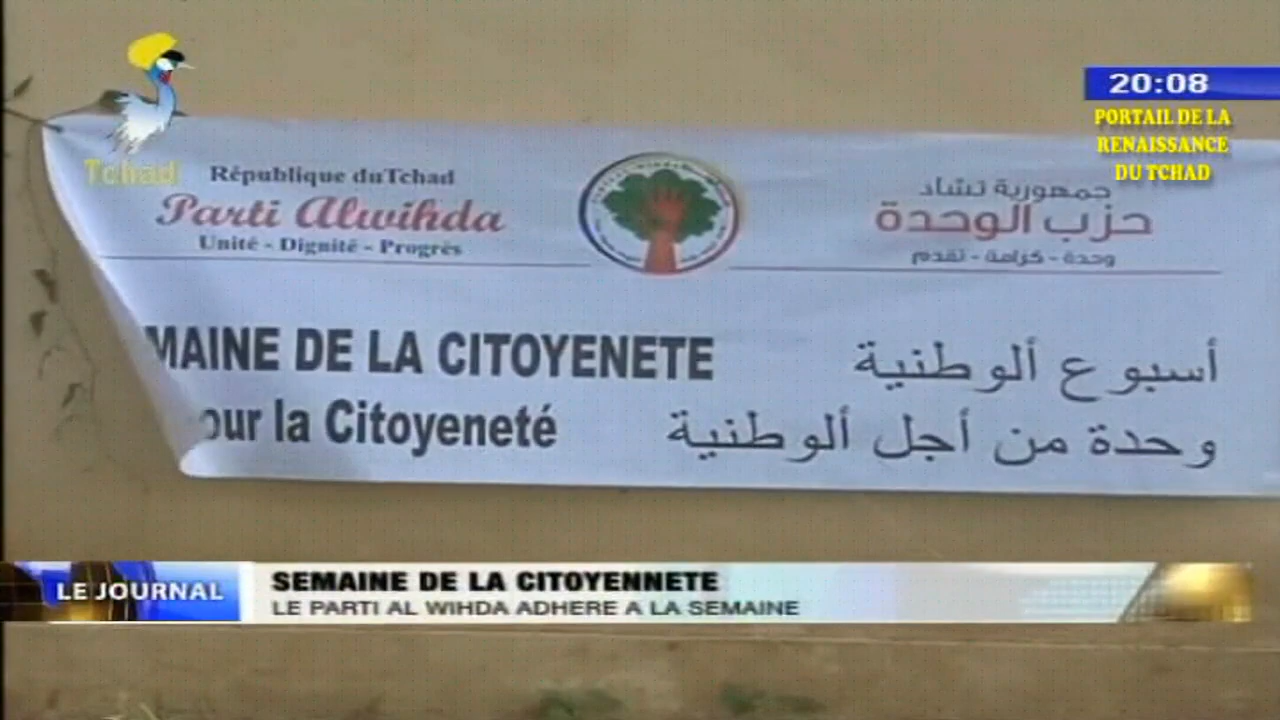 20:08
PORTAIL DE LA
RENAISSANCE
DU TCHAD
Tchad
République duTchad
Parti Alwihda
Unité - Dignité - Progrès
جمهورية تشاد
حزب الوحدة
وحدة - كرامة - تقدم
MAINE DE LA CITOYENETE
our la Citoyeneté
أسبوع ألوطنية
وحدة من أجل ألوطنية
LE JOURNAL
SEMAINE DE LA CITOYENNETE
LE PARTI AL WIHDA ADHERE A LA SEMAINE